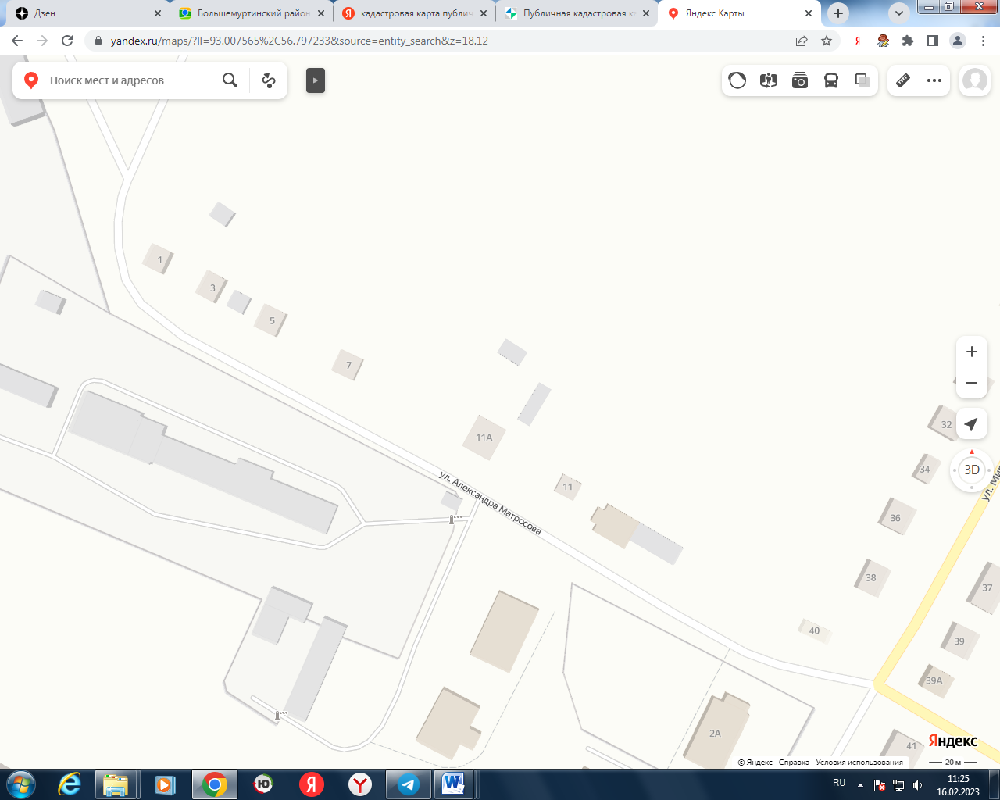 Дзен
Большемуртинский район
кадастровая карта публич
Публичная кадастровая ка
Яндекс Карты
yandex.ru/maps/?ll=93.007565%2C56.797233&source=entity_search&z=18.12
Поиск мест и адресов
1
3
5
7
11А
11
ул. Александра Матросова
32
34
36
38
40
37
39
39А
41
2А
ул. Мир
3D
Яндекс
© Яндекс Справка Условия использования
20 м
RU
11:25
16.02.2023